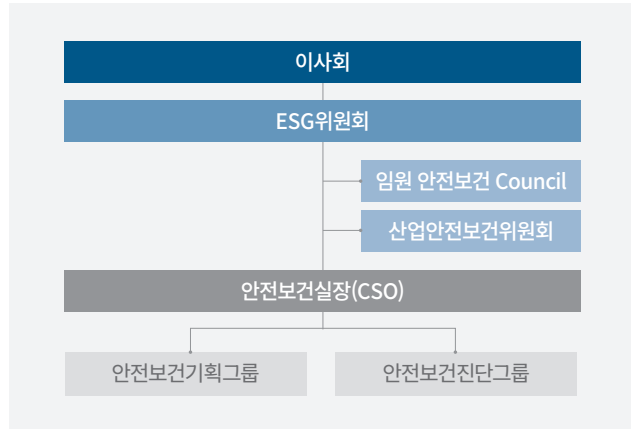 이사회
ESG위원회
임원 안전보건 Council
산업안전보건위원회
안전보건실장(CSO)
안전보건기획그룹
안전보건진단그룹